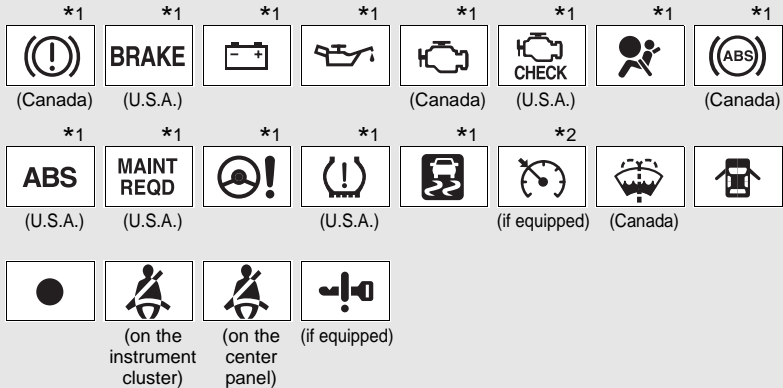 *1 *1 *1 *1 *1 *1 *1 *1
(!) BRAKE - + CHECK (ABS)
(Canada) (U.S.A.) (Canada) (U.S.A.) (Canada)
*1 *1 *1 *1 *1 *2
ABS MAINT REQD ! (!)
(U.S.A.) (U.S.A.) (U.S.A.) (if equipped) (Canada)
(on the instrument cluster) (on the center panel) (if equipped)